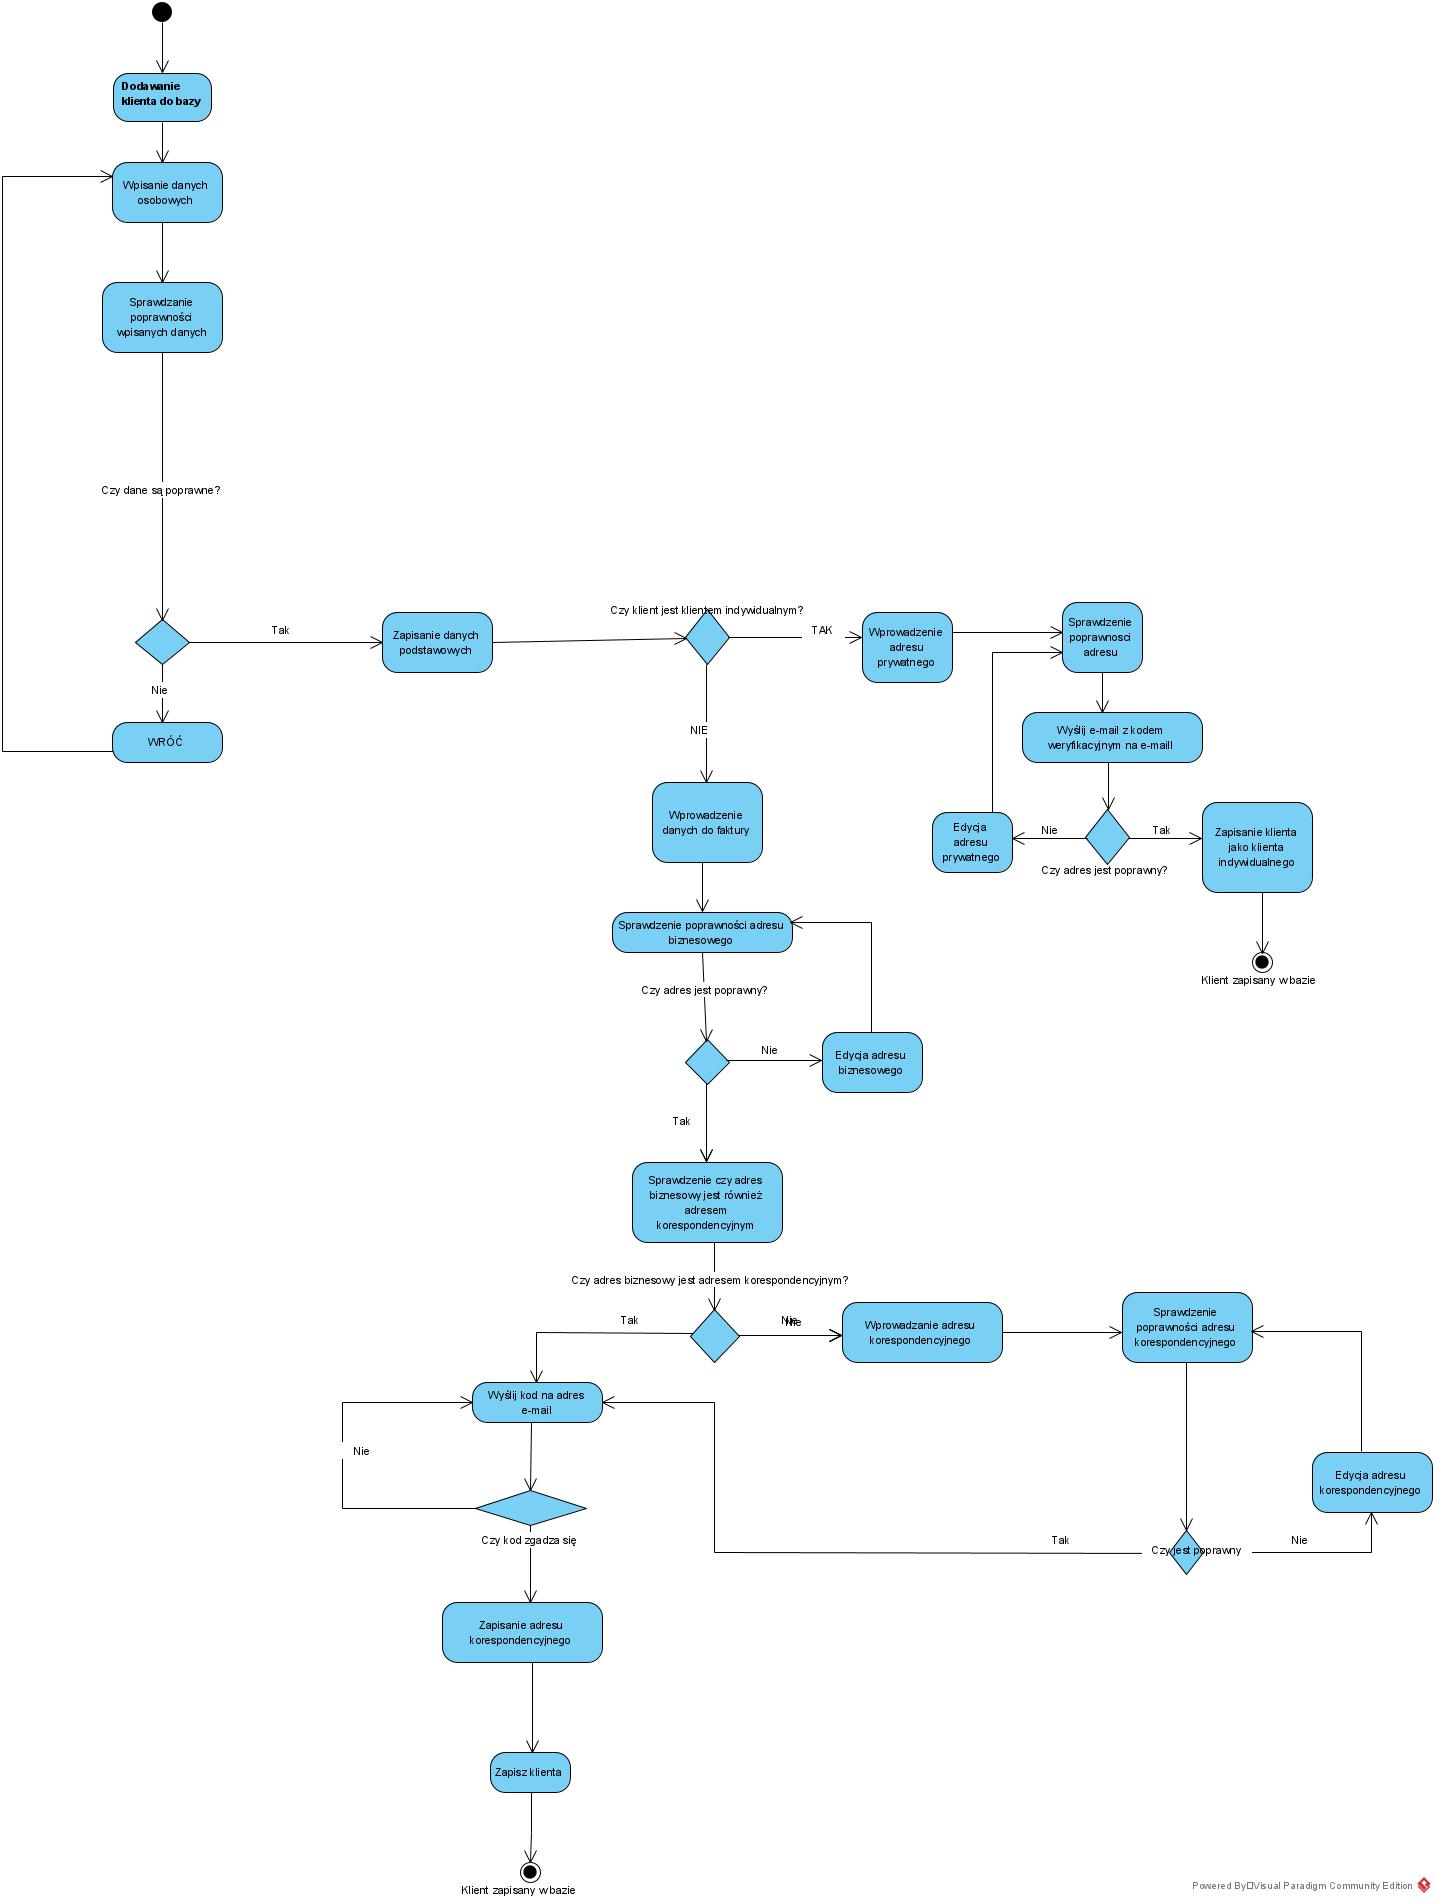 Dodawanie
klienta do bazy
Wpisanie danych
osobowych
Sprawdzanie
poprawności
wpisanych danych
Czy dane są poprawne?
Tak
Nie
WRÓĆ
Zapisanie danych
podstawowych
Czy klient jest klientem indywidualnym?
TAK
NIE
Wprowadzenie
adresu
prywatnego
Sprawdzenie
poprawnosci
adresu
Wyślij e-mail z kodem
weryfikacyjnym na e-maill
Nie
Tak
Czy adres jest poprawny?
Edycja
adresu
prywatnego
Zapisanie klienta
jako klienta
indywidualnego
Klient zapisany w bazie
Wprowadzenie
danych do faktury
Sprawdzenie poprawności adresu
biznesowego
Czy adres jest poprawny?
Nie
Edycja adresu
biznesowego
Tak
Sprawdzenie czy adres
biznesowy jest również
adresem
korespondencyjnym
Czy adres biznesowy jest adresem korespondencyjnym?
Tak
Nie
Nie
Wprowadzanie adresu
korespondencyjnego
Sprawdzenie
poprawności adresu
korespondencyjnego
Wyślij kod na adres
e-mail
Nie
Edycja adresu
korespondencyjnego
Czy kod zgadza się
Tak
Czy jest poprawny
Nie
Zapisanie adresu
korespondencyjnego
Zapisz klienta
Klient zapisany w bazie
Powered By Visual Paradigm Community Edition